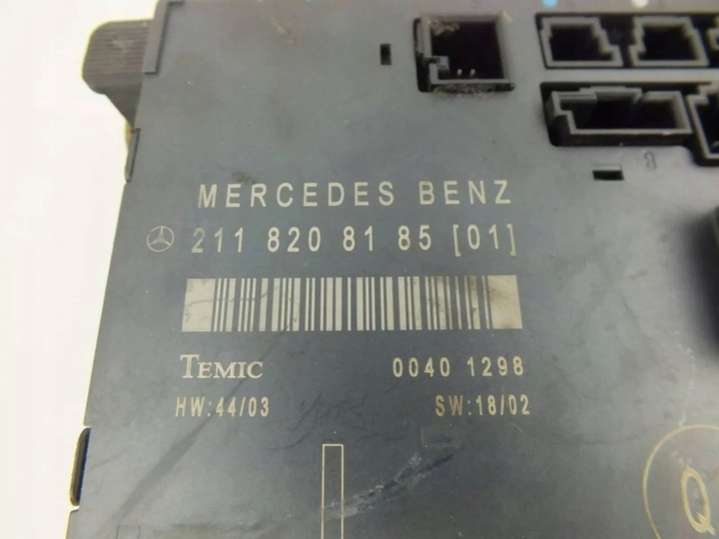 MERCEDES BENZ
211 820 81 85 [01]
TEMIC 0040 1298
HW:44/03 SW:18/02
Q